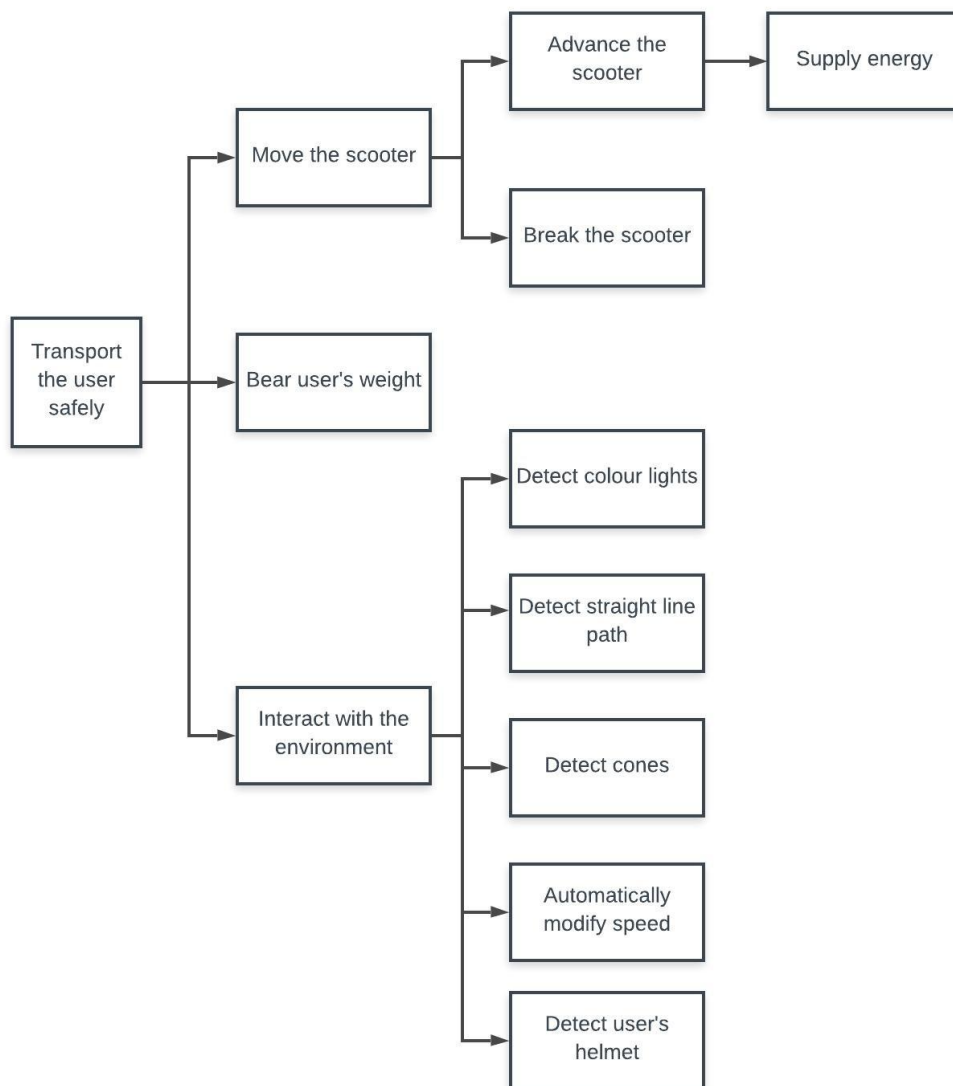 Advance the
scooter
Supply energy
Move the scooter
Break the scooter
Transport
the user
safely
Bear user's weight
Detect colour lights
Detect straight line
path
Interact with the
environment
Detect cones
Automatically
modify speed
Detect user's
helmet